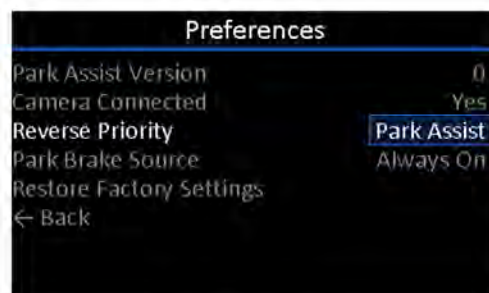 Preferences
Park Assist Version 0
Camera Connected Yes
Reverse Priority Park Assist
Park Brake Source Always On
Restore Factory Settings
← Back